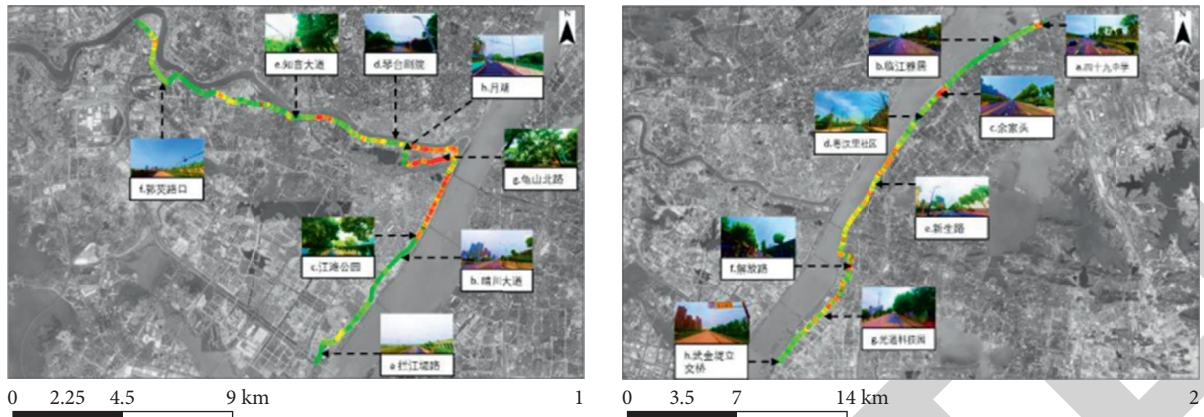 e.知音大道
d.琴台剧院
h.月湖
g.龟山北路
f.郭茨路口
c.江滩公园
b.晴川大道
a拦江堤路
0 2.25 4.5 9 km
1
b.临江雅居
a.四十九中学
c.余家头
d.粤汉里社区
e.新生路
f.解放路
g.光遁科技园
h.武金堤立
交桥
0 3.5 7 14 km
2